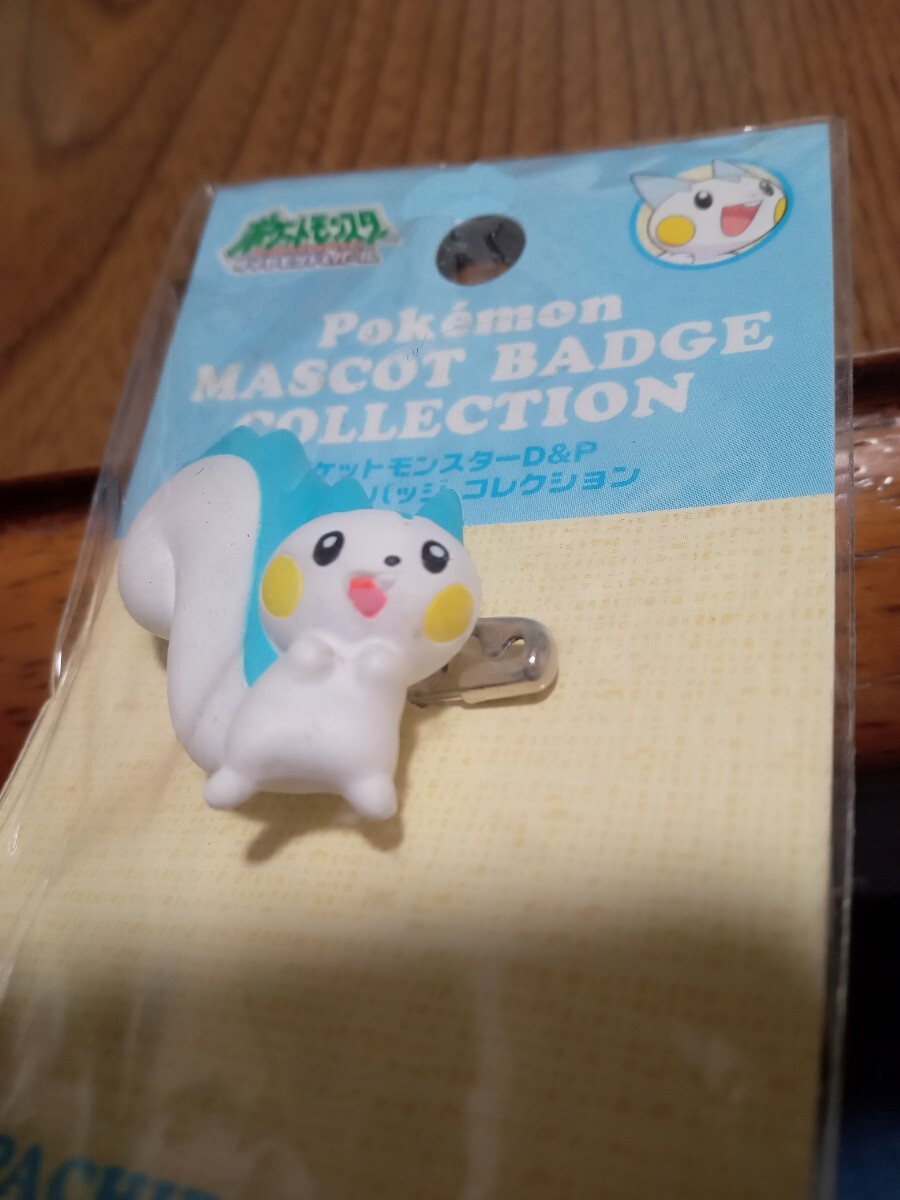 ポケットモンスター
Pokémon
MASCOT BADGE
COLLECTION
ケットモンスターD&P
バッジ コレクション
PACHI